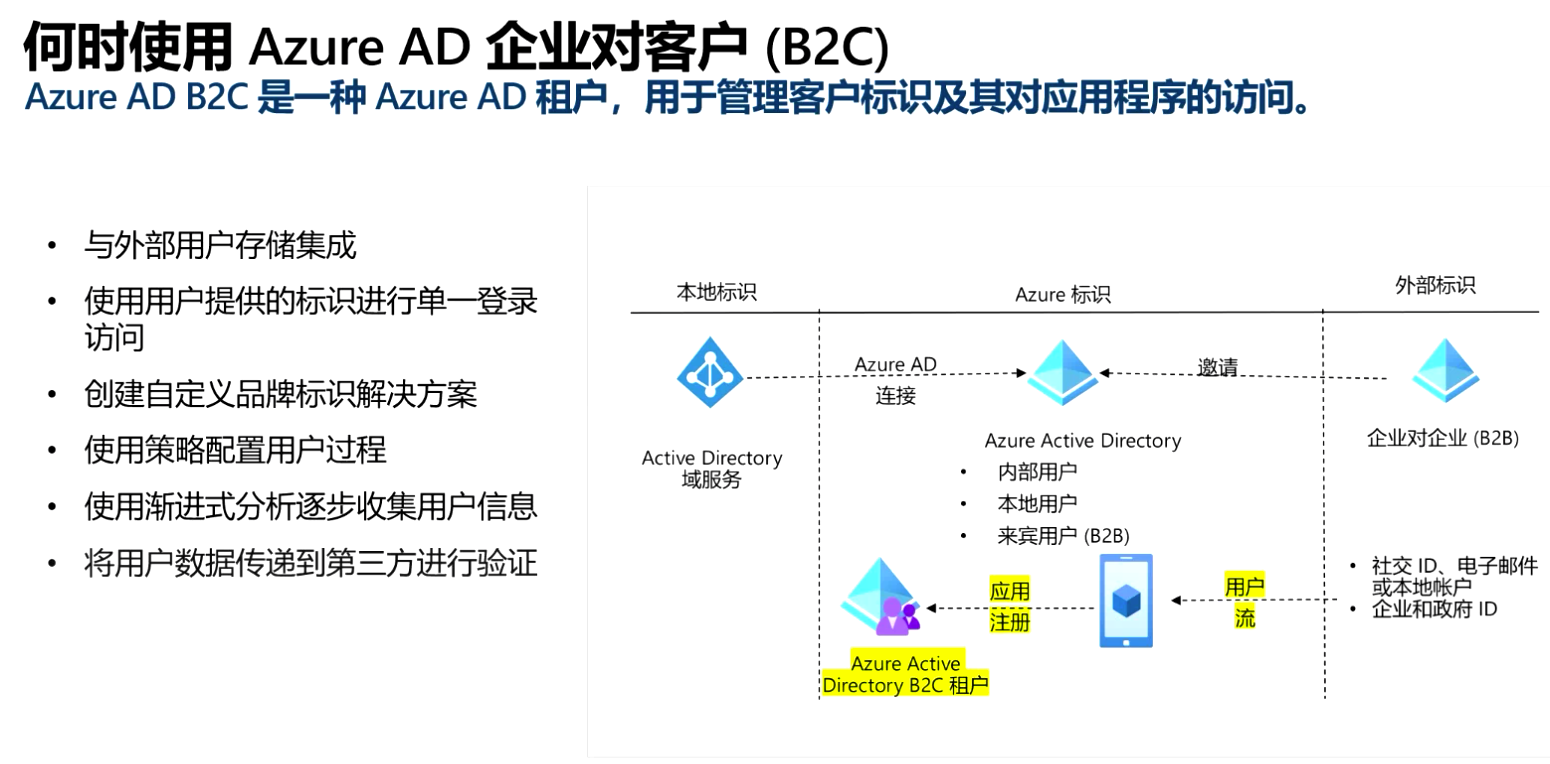 何时使用 Azure AD 企业对客户 (B2C)
Azure AD B2C 是一种 Azure AD 租户，用于管理客户标识及其对应用程序的访问。
• 与外部用户存储集成
• 使用用户提供的标识进行单一登录
访问
• 创建自定义品牌标识解决方案
• 使用策略配置用户过程
• 使用渐进式分析逐步收集用户信息
• 将用户数据传递到第三方进行验证
本地标识
Azure 标识
外部标识
Azure AD
连接
邀请
Active Directory
域服务
Azure Active Directory
• 内部用户
• 本地用户
• 来宾用户 (B2B)
企业对企业 (B2B)
应用
注册
用户
流
• 社交 ID、电子邮件
或本地帐户
• 企业和政府 ID
Azure Active
Directory B2C 租户